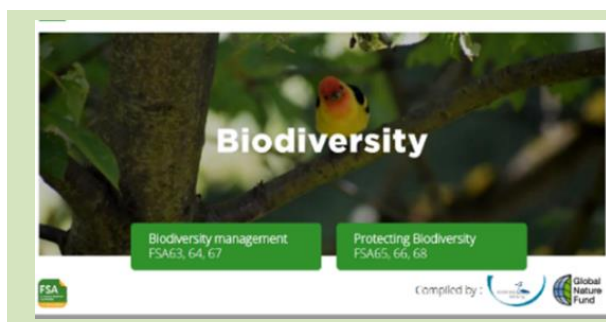 Biodiversity
Biodiversity management
FSA63, 64, 67
Protecting Biodiversity
FSA65, 66, 68
Compiled by :
FSA
Global
Nature
Fund